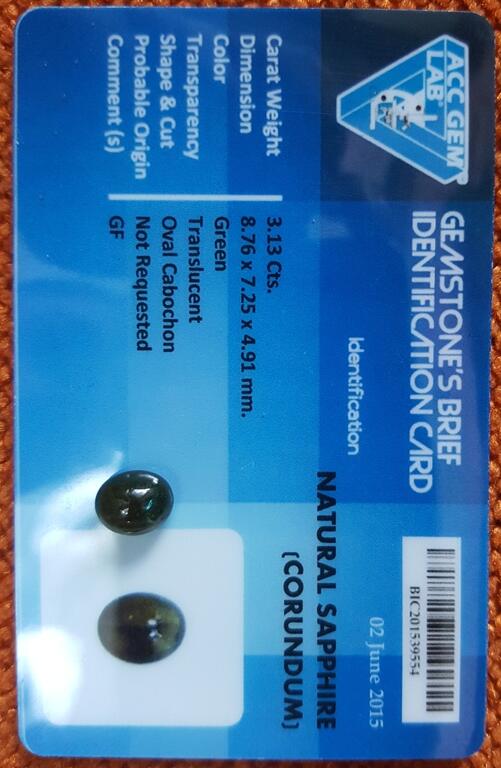 ACC GEM
LAB®
GEMSTONE'S BRIEF
IDENTIFICATION CARD
BIC201539554
02 June 2015
Identification
NATURAL SAPPHIRE
(CORUNDUM)
Carat Weight 3.13 Cts.
Dimension 8.76 x 7.25 x 4.91 mm.
Color Green
Transparency Translucent
Shape & Cut Oval Cabochon
Probable Origin Not Requested
Comment (s) GF